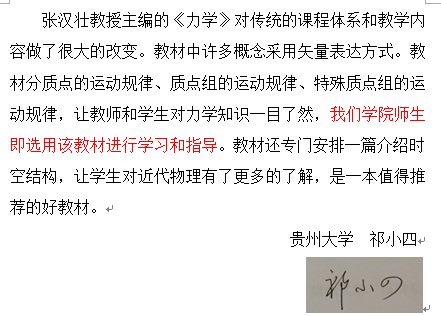 张汉壮教授主编的《力学》对传统的课程体系和教学内
容做了很大的改变。教材中许多概念采用矢量表达方式。教
材分质点的运动规律、质点组的运动规律、特殊质点组的运
动规律，让教师和学生对力学知识一目了然，我们学院师生
即选用该教材进行学习和指导。教材还专门安排一篇介绍时
空结构，让学生对近代物理有了更多的了解，是一本值得推
荐的好教材。
贵州大学 祁小四
祁小四